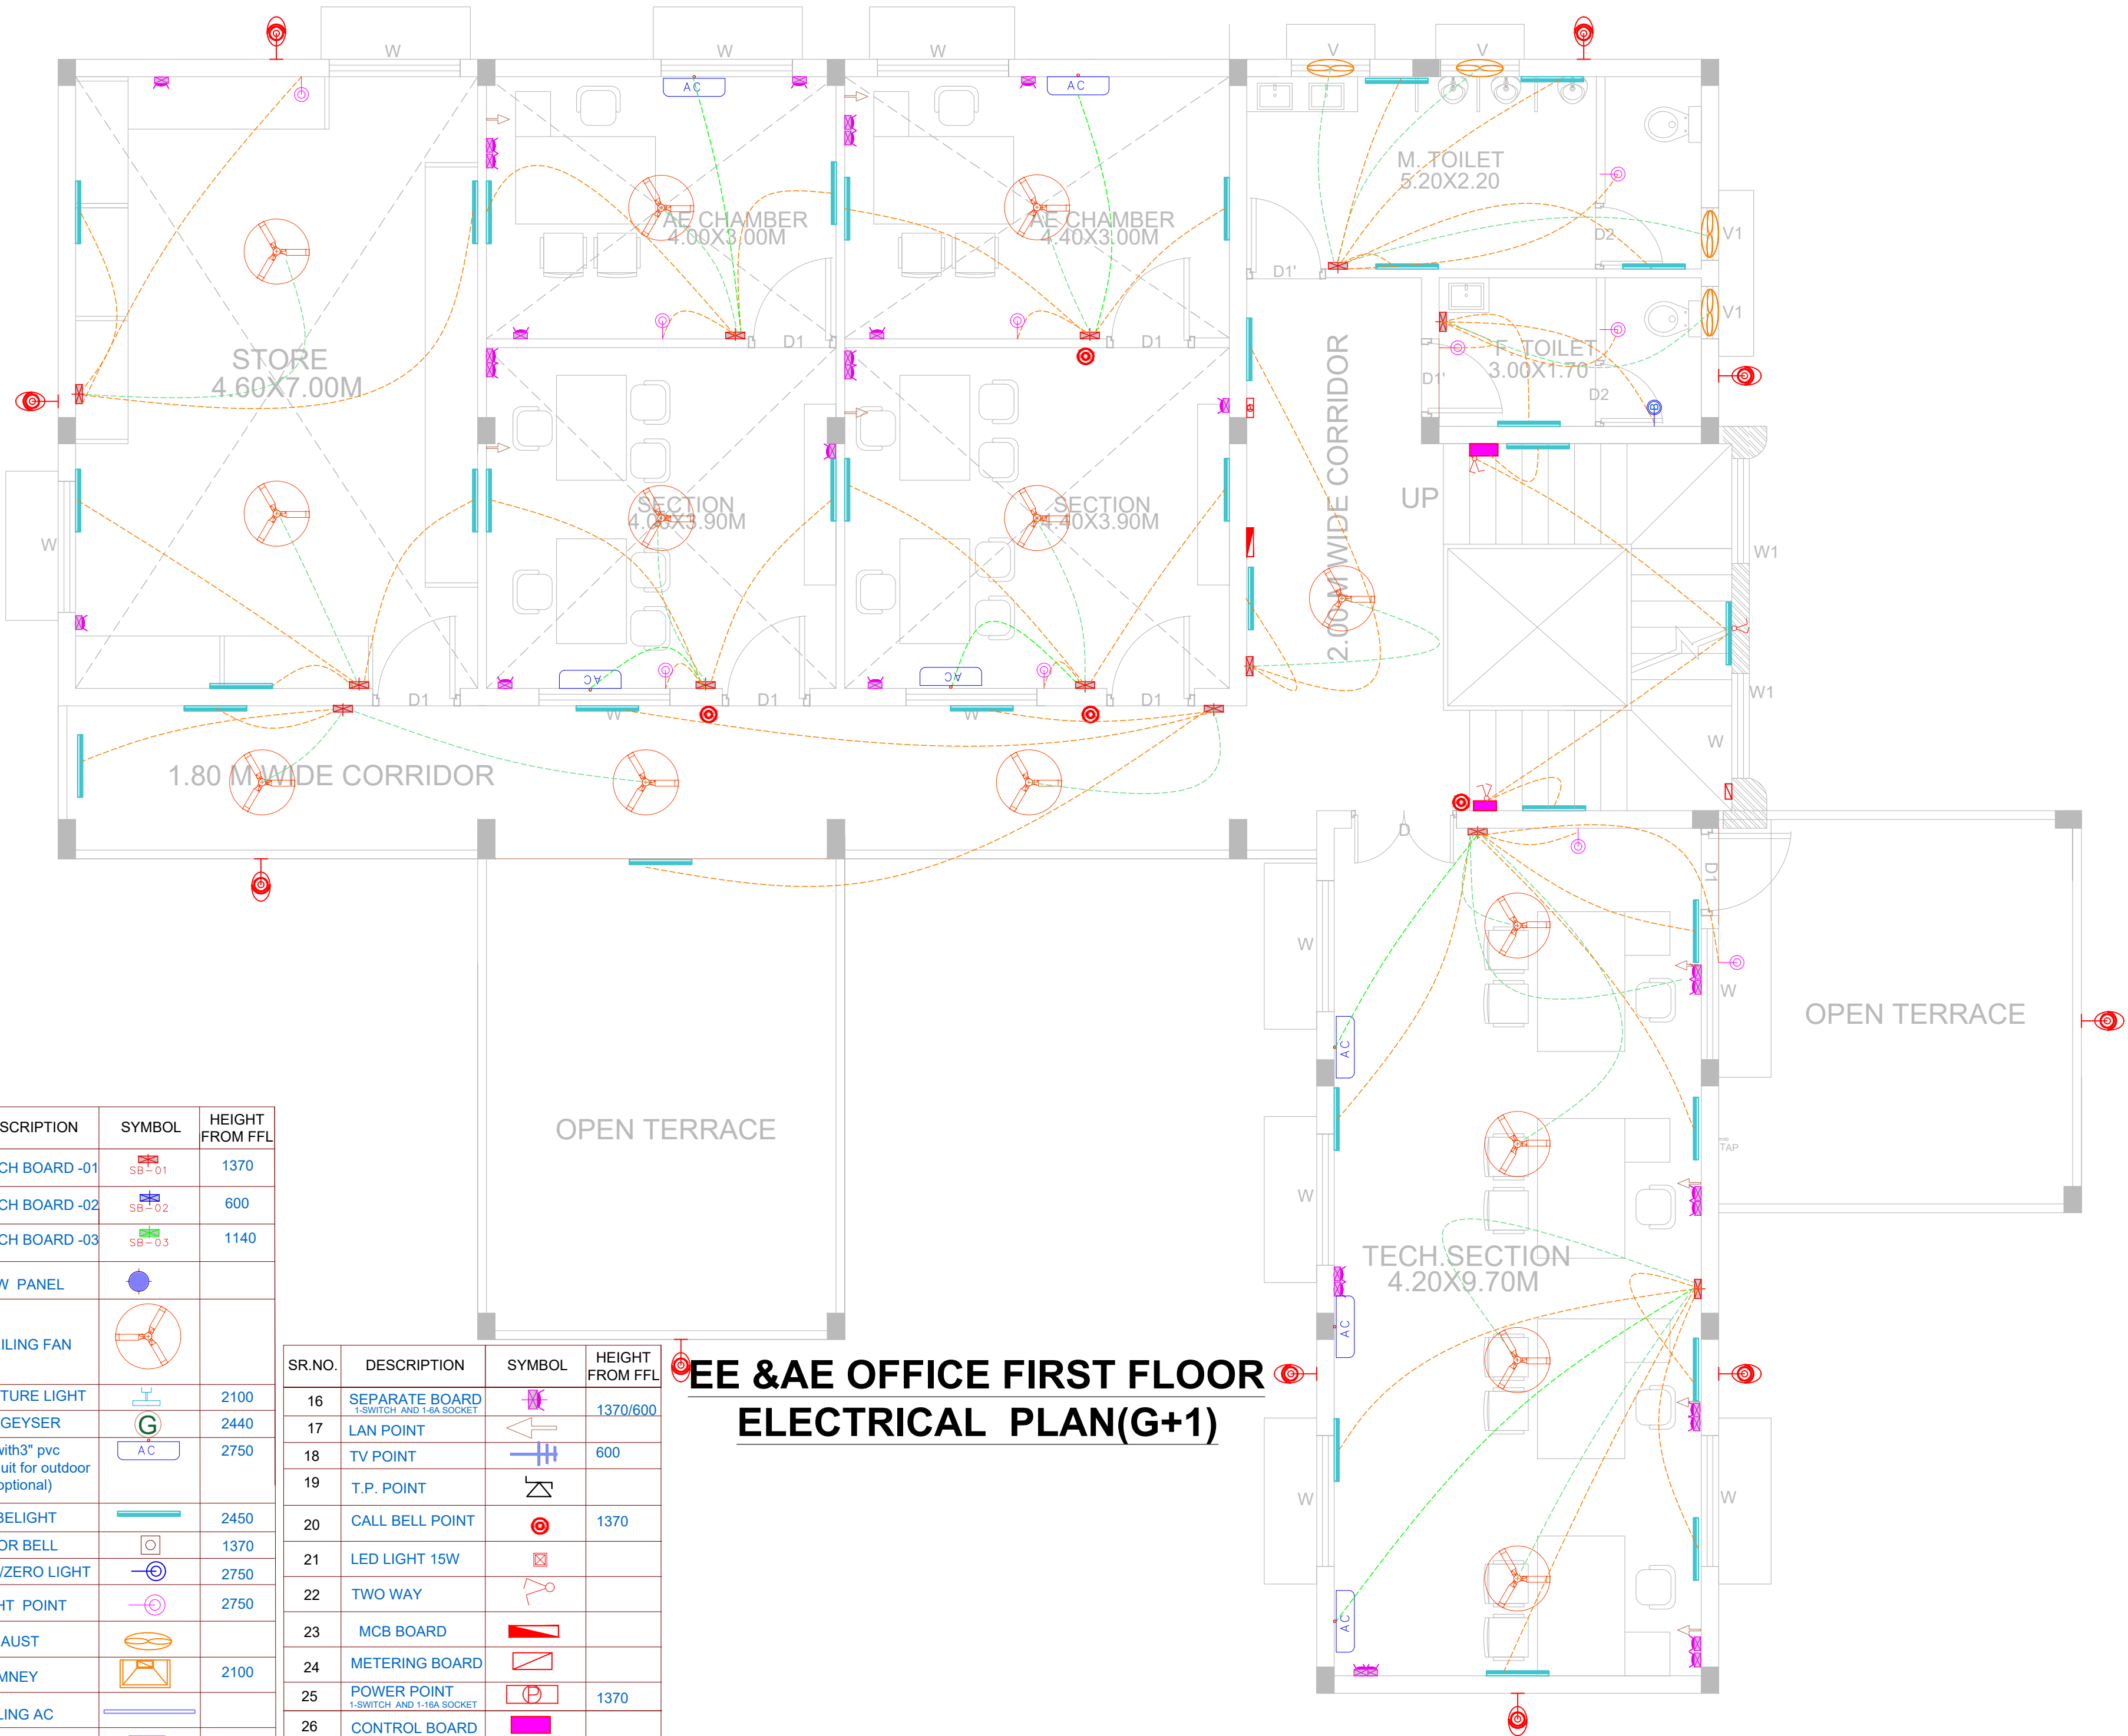 W
W
W
V
V
AC
AC
M. TOILET
5.20X2.20
AE CHAMBER
4.00X3.00M
AE CHAMBER
4.40X3.00M
D2
V1
D1'
V1
D1
D1
F. TOILET
3.00X1.70
STORE
4.60X7.00M
D1'
D2
2.00 M WIDE CORRIDOR
UP
SECTION
4.00X3.90M
SECTION
4.40X3.90M
W
W1
AC
AC
D1
D1
D1
W1
W
W
W
1.80 M.WIDE CORRIDOR
D
D1
W
W
OPEN TERRACE
AC
OPEN TERRACE
TAP
W
TECH.SECTION
4.20X9.70M
AC
W
W
AC
SCRIPTION SYMBOL HEIGHT
FROM FFL
CH BOARD -01 SB-01 1370
CH BOARD -02 SB-02 600
CH BOARD -03 SB-03 1140
W PANEL
ILING FAN
TURE LIGHT 2100
GEYSER G 2440
with3" pvc AC 2750
uit for outdoor
optional)
BELIGHT 2450
OR BELL 1370
/ZERO LIGHT 2750
HT POINT 2750
AUST
MNEY 2100
LING AC
SR.NO. DESCRIPTION SYMBOL HEIGHT
FROM FFL
16 SEPARATE BOARD 1370/600
1-SWITCH AND 1-6A SOCKET
17 LAN POINT
18 TV POINT 600
19 T.P. POINT
20 CALL BELL POINT 1370
21 LED LIGHT 15W
22 TWO WAY
23 MCB BOARD
24 METERING BOARD
25 POWER POINT P 1370
1-SWITCH AND 1-16A SOCKET
26 CONTROL BOARD
EE &AE OFFICE FIRST FLOOR
ELECTRICAL PLAN(G+1)